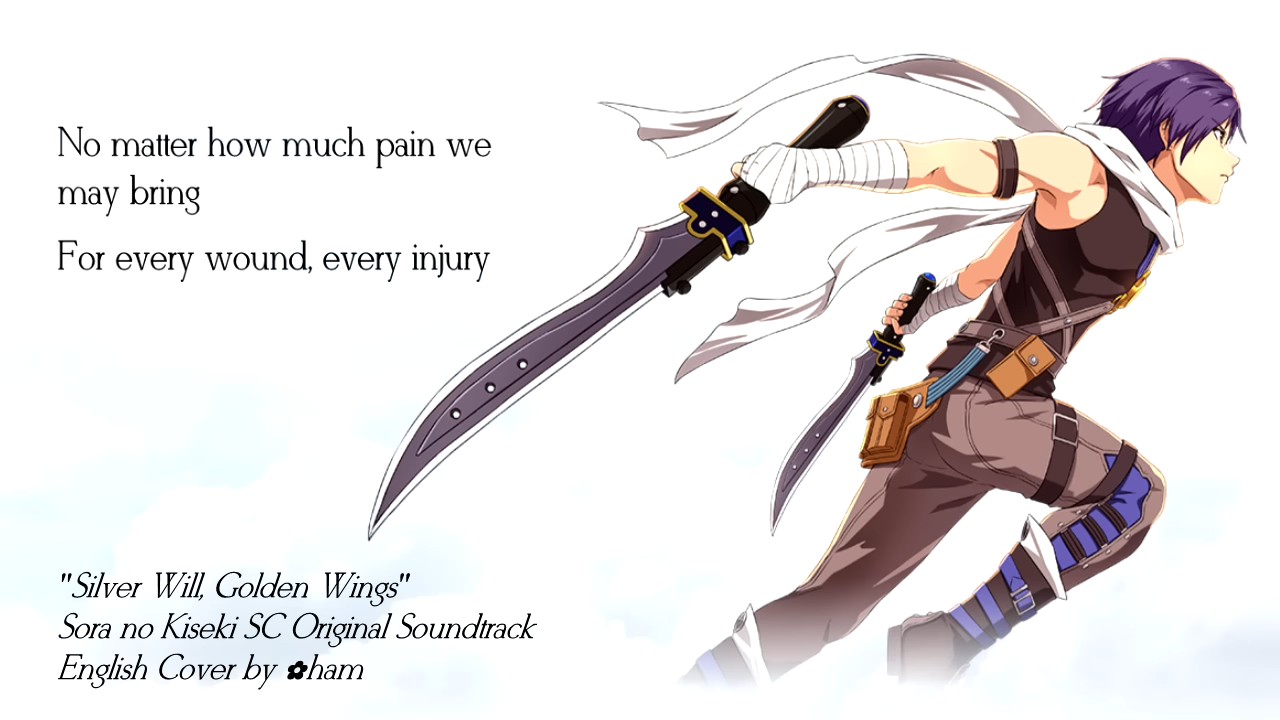 No matter how much pain we
may bring
For every wound, every injury
"Silver Will, Golden Wings"
Sora no Kiseki SC Original Soundtrack
English Cover by ✿ham